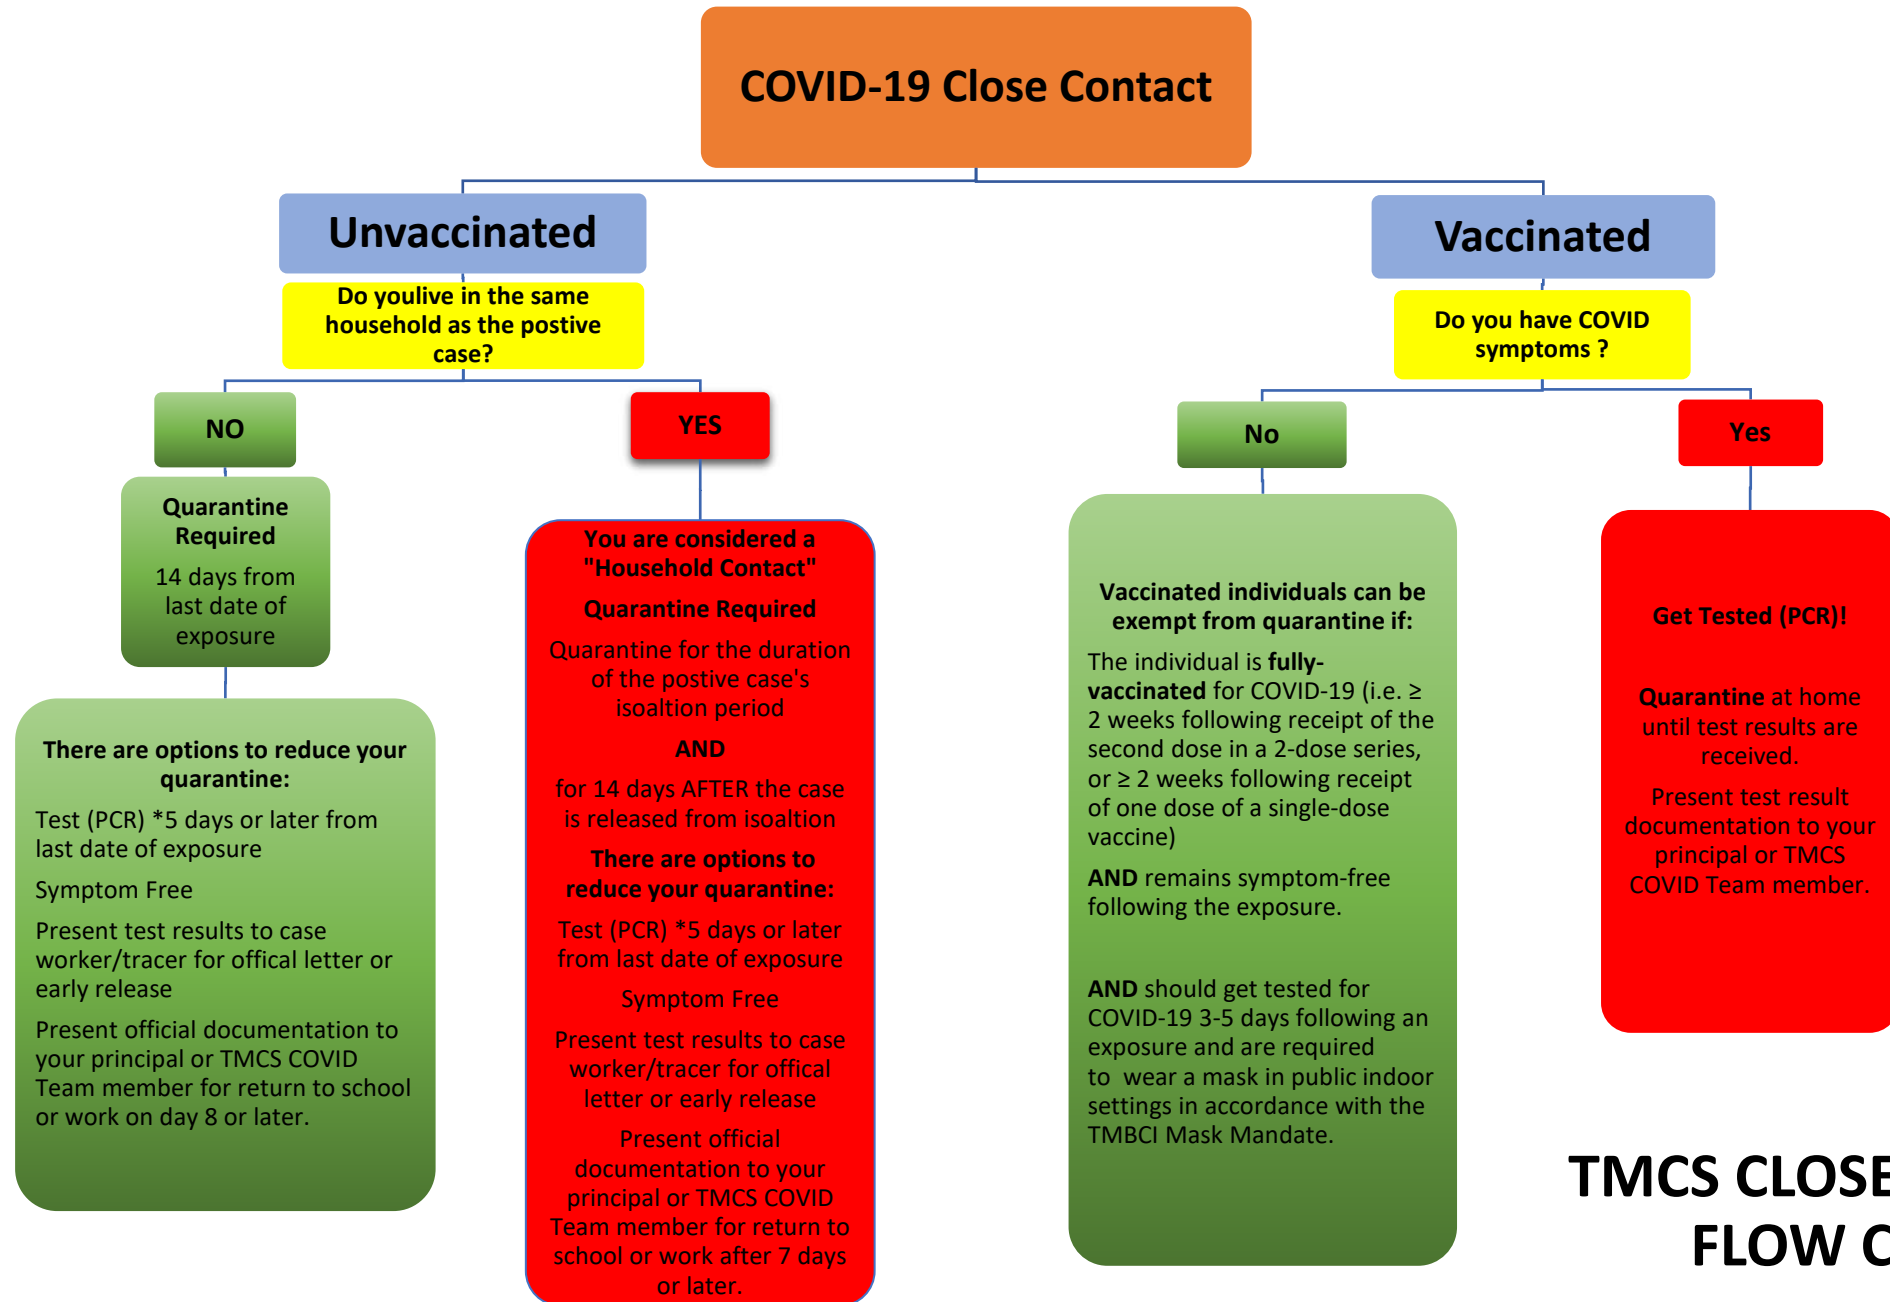 COVID-19 Close Contact
Unvaccinated
Do youlive in the same
household as the postive
case?
NO
Quarantine
Required
14 days from
last date of
exposure
There are options to reduce your
quarantine:
Test (PCR) *5 days or later from
last date of exposure
Symptom Free
Present test results to case
worker/tracer for offical letter or
early release
Present official documentation to
your principal or TMCS COVID
Team member for return to school
or work on day 8 or later.
YES
You are considered a
"Household Contact"
Quarantine Required
Quarantine for the duration
of the postive case's
isoaltion period
AND
for 14 days AFTER the case
is released from isoaltion
There are options to
reduce your quarantine:
Test (PCR) *5 days or later
from last date of exposure
Symptom Free
Present test results to case
worker/tracer for offical
letter or early release
Present official
documentation to your
principal or TMCS COVID
Team member for return to
school or work after 7 days
or later.
Vaccinated
Do you have COVID
symptoms ?
No
Vaccinated individuals can be
exempt from quarantine if:
The individual is fully-
vaccinated for COVID-19 (i.e. ≥
2 weeks following receipt of the
second dose in a 2-dose series,
or ≥ 2 weeks following receipt
of one dose of a single-dose
vaccine)
AND remains symptom-free
following the exposure.
AND should get tested for
COVID-19 3-5 days following an
exposure and are required
to wear a mask in public indoor
settings in accordance with the
TMBCI Mask Mandate.
Yes
Get Tested (PCR)!
Quarantine at home
until test results are
received.
Present test result
documentation to your
principal or TMCS
COVID Team member.
TMCS CLOSE
FLOW C